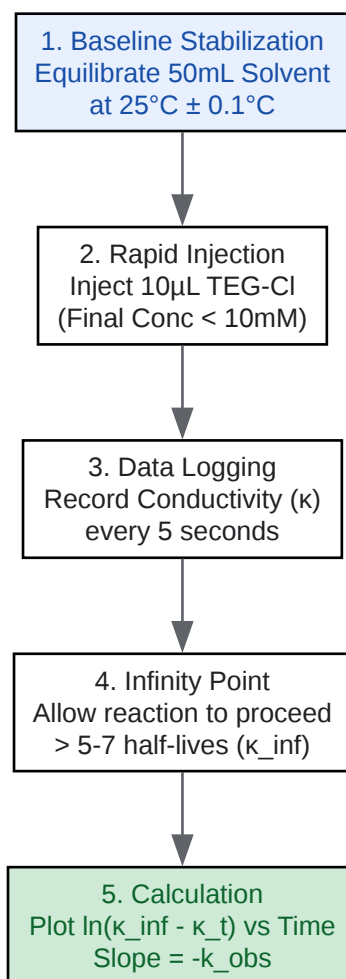 1. Baseline Stabilization
Equilibrate 50mL Solvent
at 25°C ± 0.1°C
2. Rapid Injection
Inject 10μL TEG-Cl
(Final Conc < 10mM)
3. Data Logging
Record Conductivity (κ)
every 5 seconds
4. Infinity Point
Allow reaction to proceed
> 5-7 half-lives (κ_inf)
5. Calculation
Plot ln(κ_inf - κ_t) vs Time
Slope = -k_obs